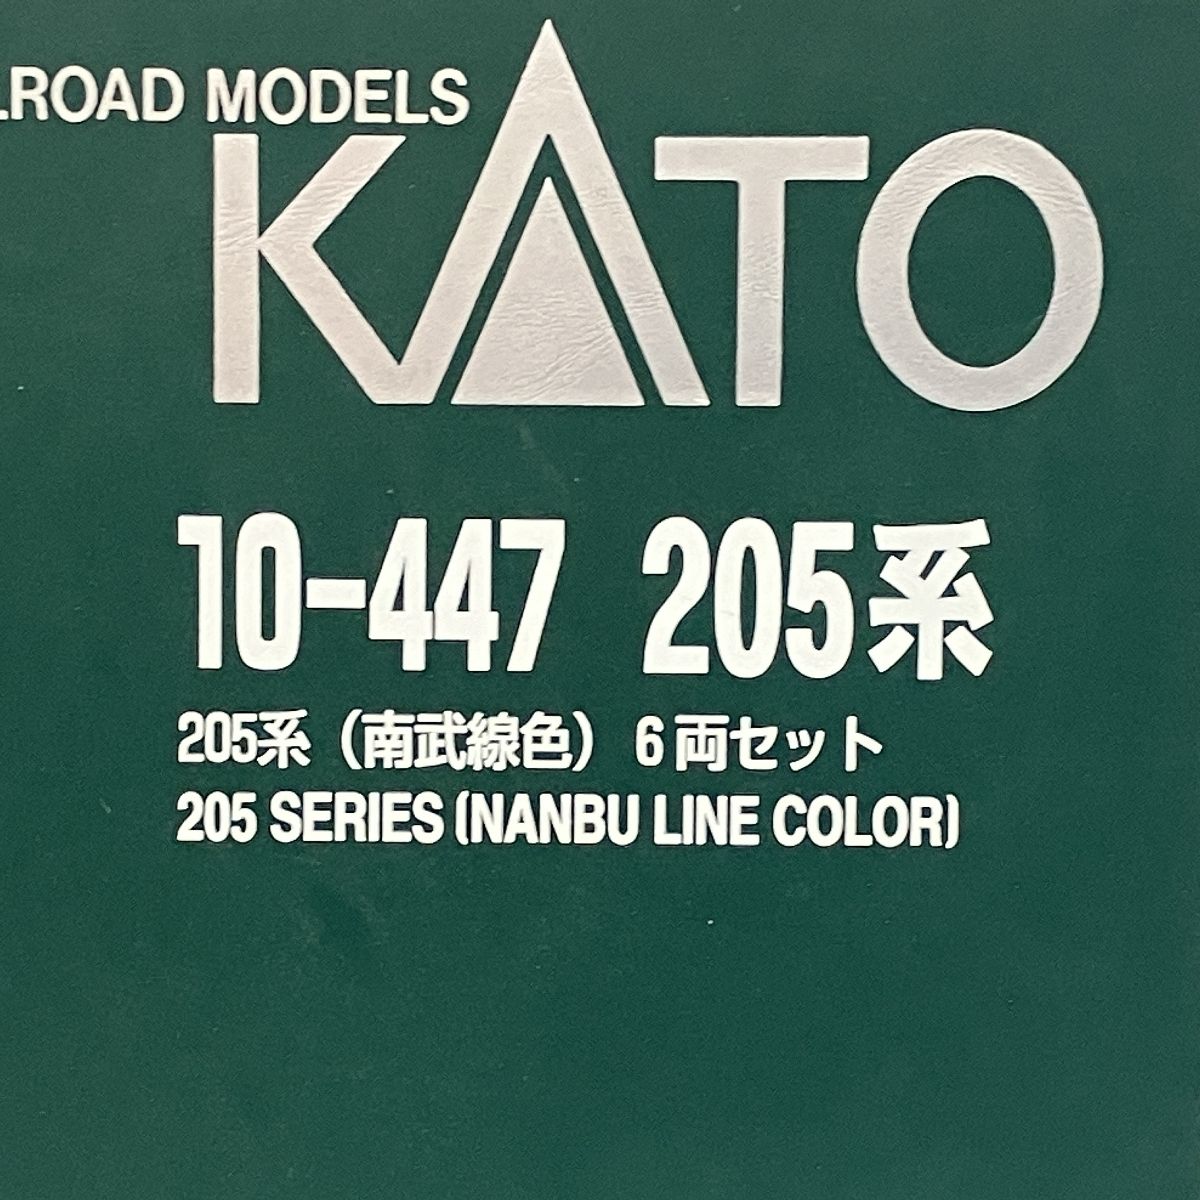 LROAD MODELS
KATO
10-447 205系
205系（南武線色） 6両セット
205 SERIES (NANBU LINE COLOR)